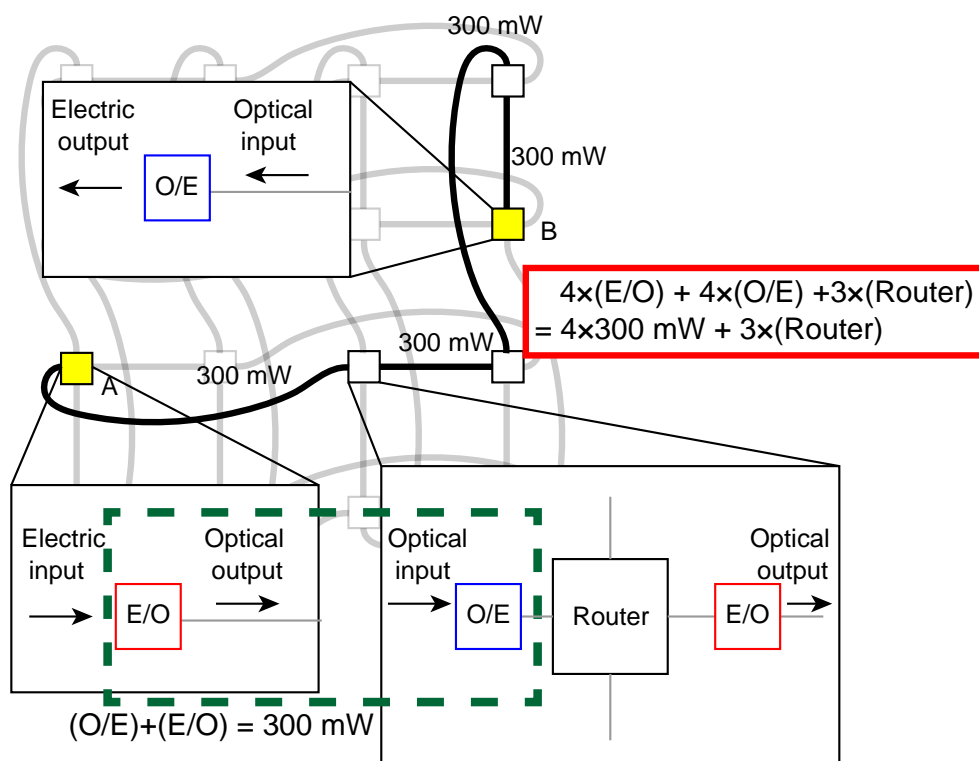 300 mW
Electric
output
Optical
input
O/E
300 mW
B
4×(E/O) + 4×(O/E) +3×(Router)
= 4×300 mW + 3×(Router)
300 mW
300 mW
A
Electric
input
Optical
output
E/O
Optical
input
O/E
Router
Optical
output
E/O
(O/E)+(E/O) = 300 mW